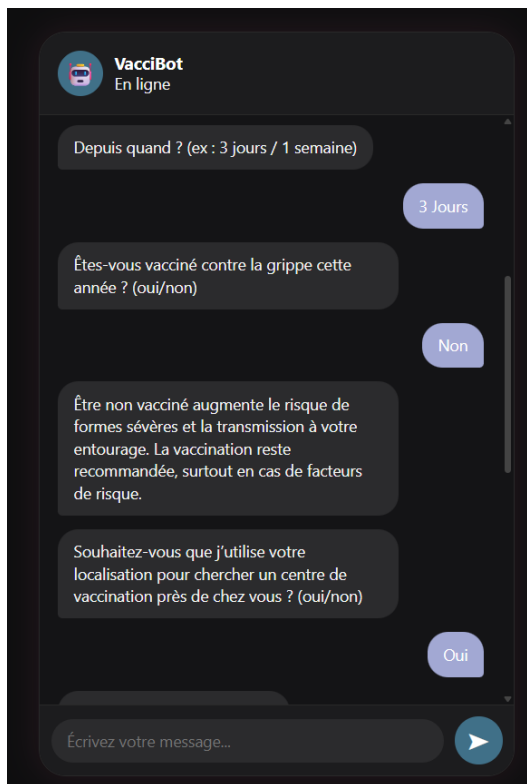 VacciBot
En ligne
Depuis quand ? (ex : 3 jours / 1 semaine)
3 Jours
Êtes-vous vacciné contre la grippe cette
année ? (oui/non)
Non
Être non vacciné augmente le risque de
formes sévères et la transmission à votre
entourage. La vaccination reste
recommandée, surtout en cas de facteurs
de risque.
Souhaitez-vous que j’utilise votre
localisation pour chercher un centre de
vaccination près de chez vous ? (oui/non)
Oui
Écrivez votre message...